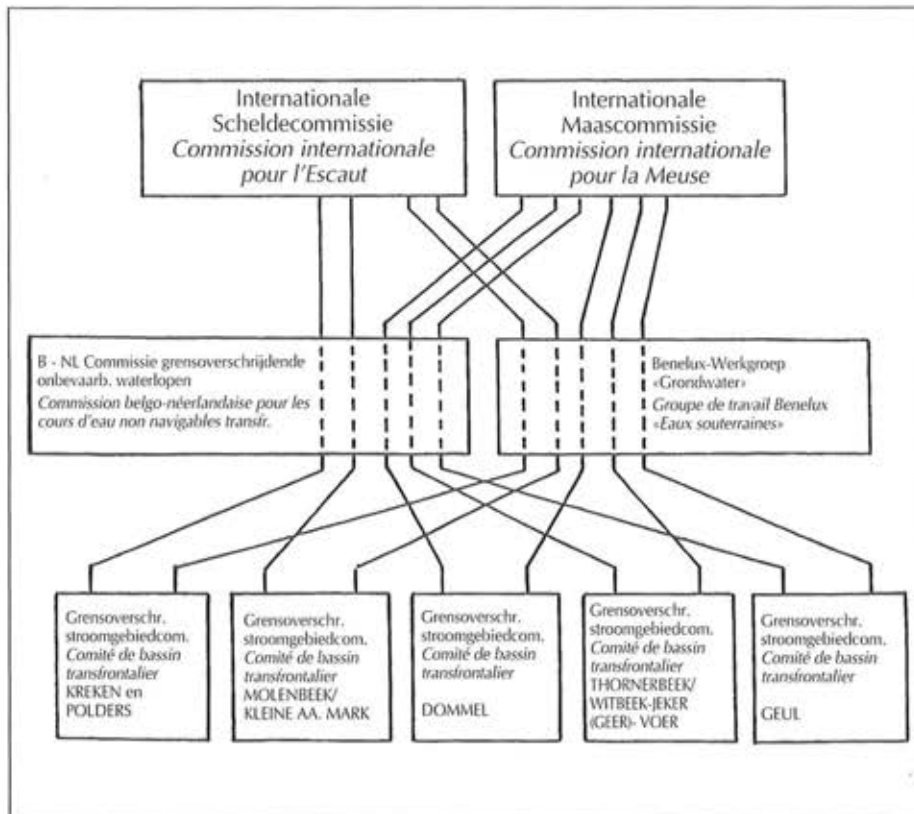 Internationale
Scheldecommissie
Commission internationale
pour l'Escaut
Internationale
Maascommissie
Commission internationale
pour la Meuse
B - NL Commissie grensoverschrijdende
onbevaarb. waterlopen
Commission belgo-néerlandaise pour les
cours d'eau non navigables transfr.
Benelux-Werkgroep
«Grondwater»
Groupe de travail Benelux
«Eaux souterraines»
Grensoverschr.
stroomgebiedcom.
Comité de bassin
transfrontalier
KREKEN en
POLDERS
Grensoverschr.
stroomgebiedcom.
Comité de bassin
transfrontalier
MOLENBEEK/
KLEINE AA. MARK
Grensoverschr.
stroomgebiedcom.
Comité de bassin
transfrontalier
DOMMEL
Grensoverschr.
stroomgebiedcom.
Comité de bassin
transfrontalier
THORNERBEEK/
WITBEEK-JEKER
(GEER)- VOER
Grensoverschr.
stroomgebiedcom.
Comité de bassin
transfrontalier
GEUL